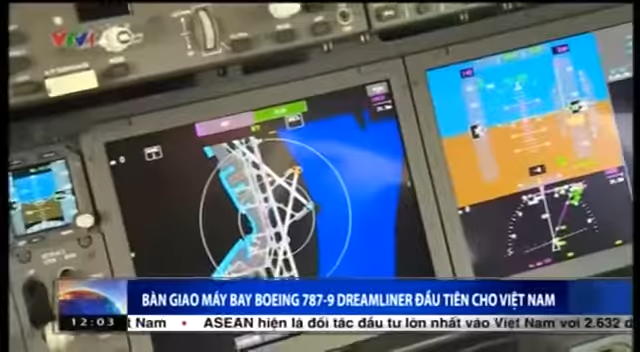 VTV1
BÀN GIAO MÁY BAY BOEING 787-9 DREAMLINER ĐẦU TIÊN CHO VIỆT NAM
12:03
t Nam • ASEAN hiện là đối tác đầu tư lớn nhất vào Việt Nam với 2.632 d